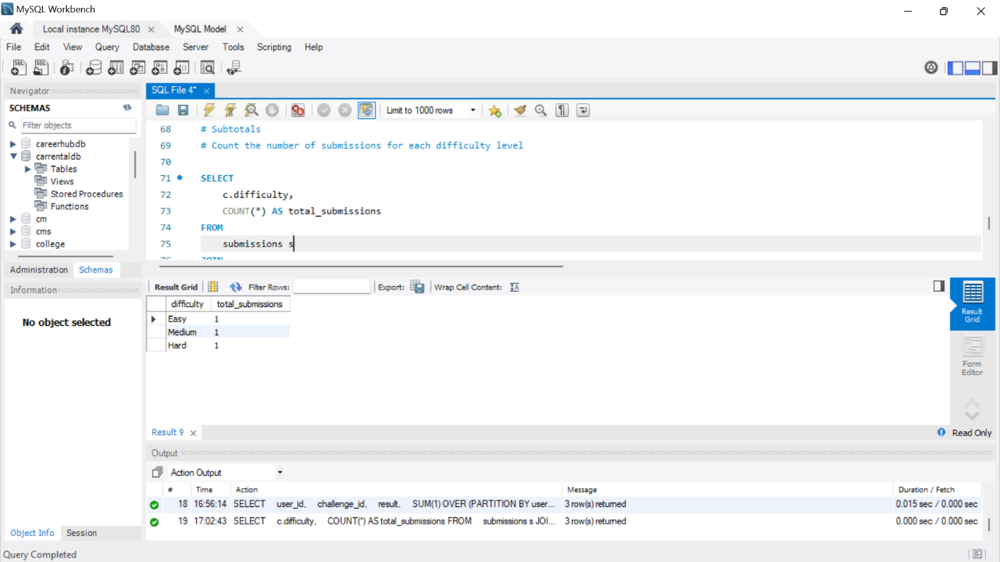 MySQL Workbench
Local instance MySQL80
MySQL Model
File Edit View Query Database Server Tools Scripting Help
Navigator
SCHEMAS
Filter objects
careerhubdb
carrentaldb
Tables
Views
Stored Procedures
Functions
cm
cms
college
Administration Schemas
Information
No object selected
Object Info Session
SQL File 4*
Limit to 1000 rows
68 # Subtotals
69 # Count the number of submissions for each difficulty level
70
71 SELECT
72 c.difficulty,
73 COUNT(*) AS total_submissions
74 FROM
75 submissions s
76 JOIN
Result Grid Filter Rows: Export: Wrap Cell Content:
difficulty total_submissions
Easy 1
Medium 1
Hard 1
Result
Grid
Form
Editor
Result 9
Read Only
Output
Action Output
# Time Action Message Duration / Fetch
18 16:56:14 SELECT user_id, challenge_id, result, SUM(1) OVER (PARTITION BY user... 3 row(s) returned 0.015 sec / 0.000 sec
19 17:02:43 SELECT c.difficulty, COUNT(*) AS total_submissions FROM submissions s JOI... 3 row(s) returned 0.000 sec / 0.000 sec
Query Completed